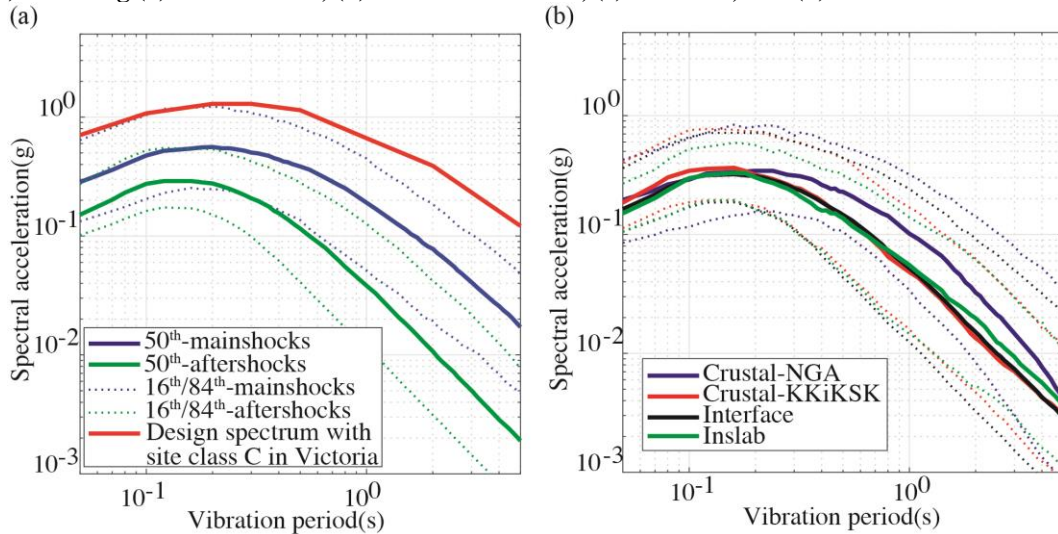 (a)
(b)
Spectral acceleration(g)
10^0
10^-1
10^-2
10^-3
50th-mainshocks
50th-aftershocks
16th/84th-mainshocks
16th/84th-aftershocks
Design spectrum with
site class C in Victoria
10^-1
10^0
Vibration period(s)
Spectral acceleration(g)
10^0
10^-1
10^-2
10^-3
Crustal-NGA
Crustal-KKiKSK
Interface
Inslab
10^-1
10^0
Vibration period(s)